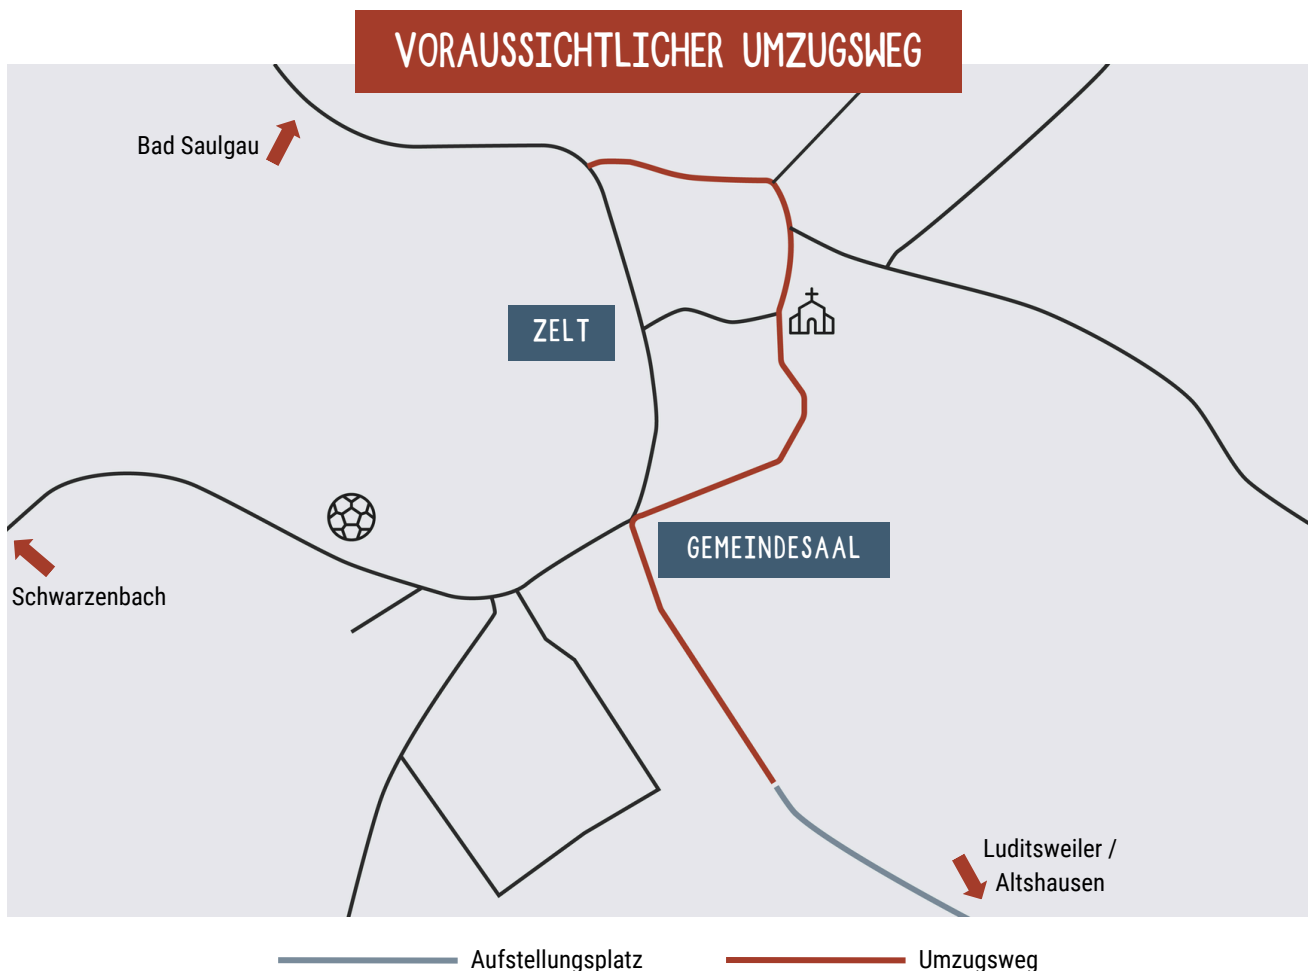 VORAUSSICHTLICHER UMZUGSWEG
Bad Saulgau
ZELT
GEMEINDESAAL
Schwarzenbach
Luditsweiler /
Altshausen
Aufstellungsplatz
Umzugsweg